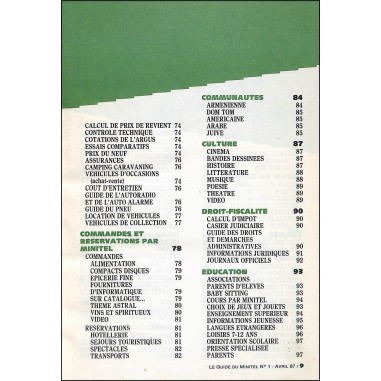 CALCUL DE PRIX DE REVIENT 74
CONTROLE TECHNIQUE 74
COTATIONS DE L'ARGUS 74
ESSAIS COMPARATIFS 74
PRIX DU NEUF 74
ASSURANCES 76
CAMPING CARAVANING 76
VEHICULES D'OCCASIONS
(achat-vente) 74
COUT D'ENTRETIEN 76
GUIDE DE L'AUTORADIO
ET DE L'AUTO ALARME 76
GUIDE DU PNEU 76
LOCATION DE VEHICULES 77
VEHICULES DE COLLECTION 77
COMMANDES ET
RESERVATIONS PAR
MINITEL 78
COMMANDES
ALIMENTATION 78
COMPACTS DISQUES 79
EPICERIE FINE 79
FOURNITURES
D'INFORMATIQUE 79
SUR CATALOGUE... 79
THEME ASTRAL 80
VINS ET SPIRITUEUX 80
VIDEO 80
RESERVATIONS 81
HOTELLERIE 81
SEJOURS TOURISTIQUES 81
SPECTACLES 82
TRANSPORTS 82
COMMUNAUTES 84
ARMENIENNE 84
DOM TOM 85
AMERICAINE 85
ARABE 85
JUIVE 85
CULTURE 87
CINEMA 87
BANDES DESSINEES 87
HISTOIRE 87
LITTERATURE 88
MUSIQUE 88
POESIE 89
THEATRE 89
VIDEO 89
DROIT-FISCALITE 90
CALCUL D'IMPOT 90
CASIER JUDICIAIRE 90
GUIDE DES DROITS
ET DEMARCHES
ADMINISTRATIVES 90
INFORMATIONS JURIDIQUES 91
JOURNAUX OFFICIELS 92
EDUCATION 93
ASSOCIATIONS
PARENTS D'ELEVES 93
BABY SITTING 93
COURS PAR MINITEL 94
CHOIX DE JEUX ET JOUETS 93
ENSEIGNEMENT SUPERIEUR 94
INFORMATIONS JEUNESSE 95
LANGUES ETRANGERES 96
LOISIRS 7-12 ANS 96
ORIENTATION SCOLAIRE 97
PRESSE SPECIALISEE
PARENTS 97
LE GUIDE DU MINITEL N° 1 : AVRIL 87 : 9